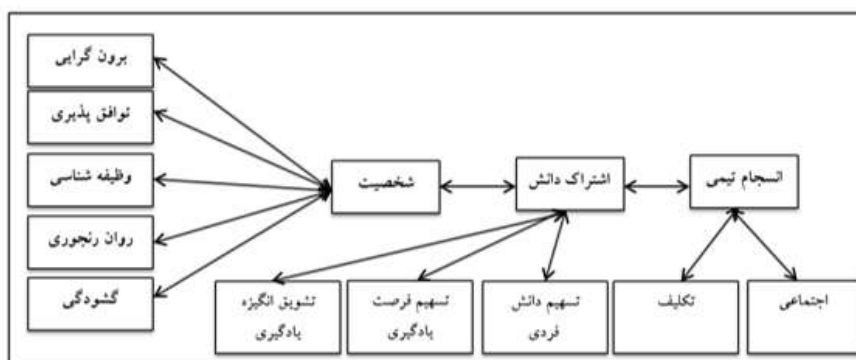 برون گرایی
توافق پذیری
وظیفه شناسی
روان رنجوری
گشودگی
شخصیت
اشتراک دانش
انسجام تیمی
تشویق انگیزه
یادگیری
تسهیم فرصت
یادگیری
تسهیم دانش
فردی
تکلیف
اجتماعی